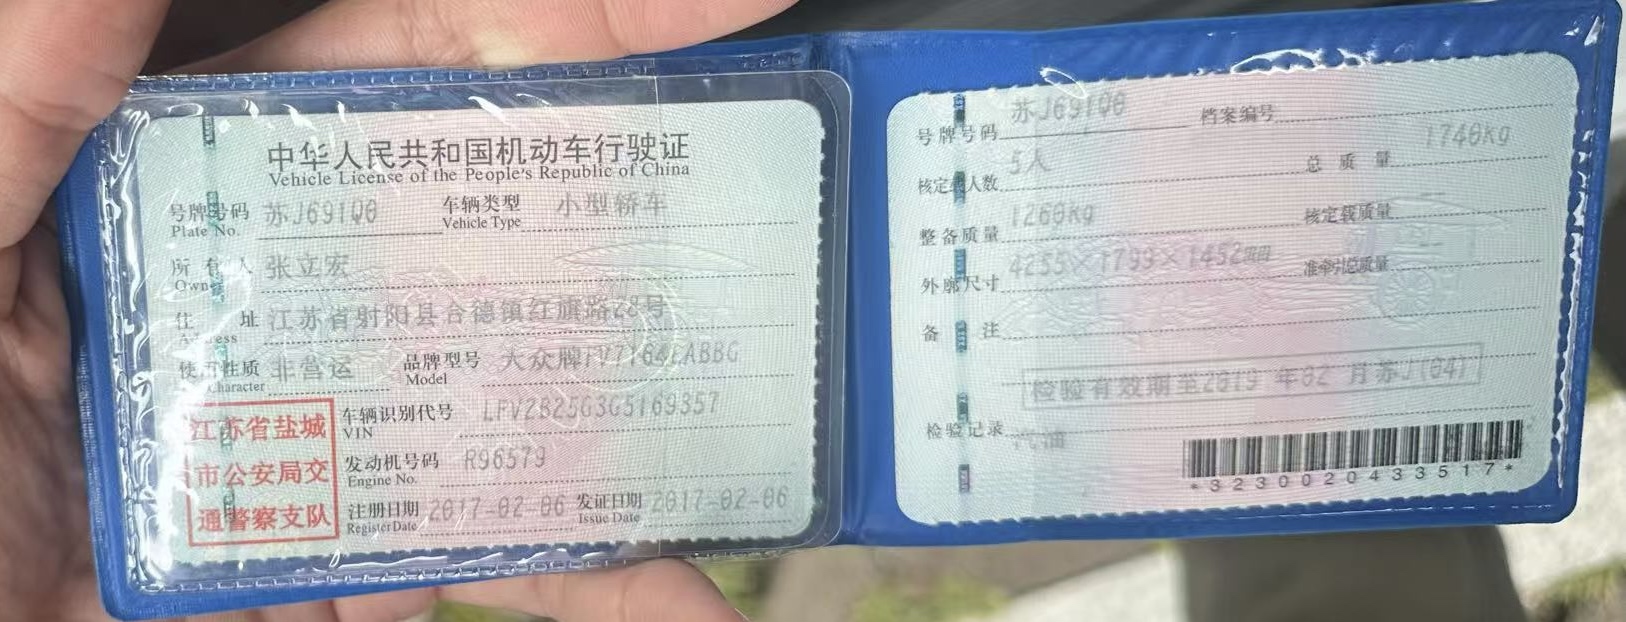 中华人民共和国机动车行驶证
Vehicle License of the People's Republic of China
号牌号码 苏J691Q0 车辆类型 小型轿车
Plate No. Vehicle Type
所有人 张立宏
Owner
住 址 江苏省射阳县合德镇红旗路28号
Address
使用性质 非营运 品牌型号 大众牌FV7164LABBG
Character Model
江苏省盐城
市公安局交
通警察支队
车辆识别代号 LFV2B25G3G5169357
VIN
发动机号码 R96579
Engine No.
注册日期 2017-02-06 发证日期 2017-02-06
Register Date Issue Date
号牌号码 苏J691Q0 档案编号
核定载人数 5人 总质量 1740kg
整备质量 1260kg 核定载质量 --
外廓尺寸 4255×1799×1452毫米 准牵引总质量 --
备 注
检验有效期至2019 年02 月苏J(04)
检验记录 汽油
*3230020433517*